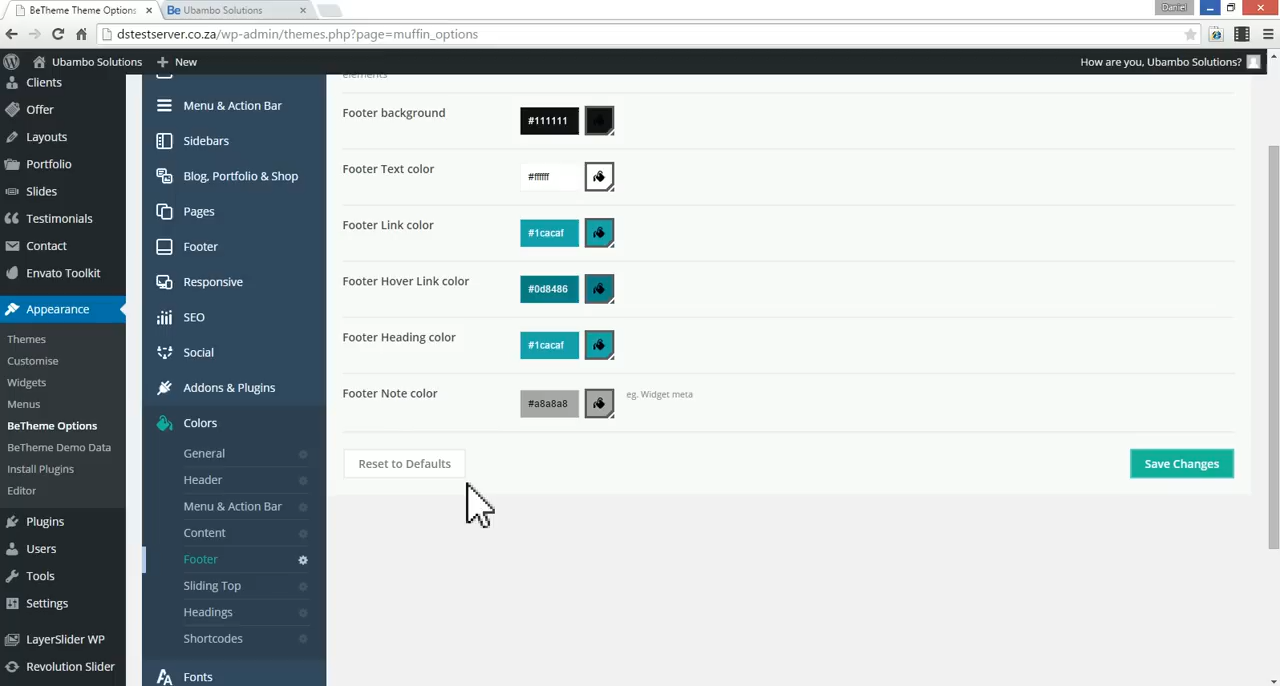 BeTheme Theme Options
Ubambo Solutions
Daniel
dstestserver.co.za/wp-admin/themes.php?page=muffin_options
Ubambo Solutions
New
How are you, Ubambo Solutions?
Clients
Offer
Layouts
Portfolio
Slides
Testimonials
Contact
Envato Toolkit
Appearance
Themes
Customise
Widgets
Menus
BeTheme Options
BeTheme Demo Data
Install Plugins
Editor
Plugins
Users
Tools
Settings
LayerSlider WP
Revolution Slider
Menu & Action Bar
Sidebars
Blog, Portfolio & Shop
Pages
Footer
Responsive
SEO
Social
Addons & Plugins
Colors
General
Header
Menu & Action Bar
Content
Footer
Sliding Top
Headings
Shortcodes
Fonts
elements
Footer background
#111111
Footer Text color
#ffffff
Footer Link color
#1cacaf
Footer Hover Link color
#0d8486
Footer Heading color
#1cacaf
Footer Note color
#a8a8a8
eg. Widget meta
Reset to Defaults
Save Changes